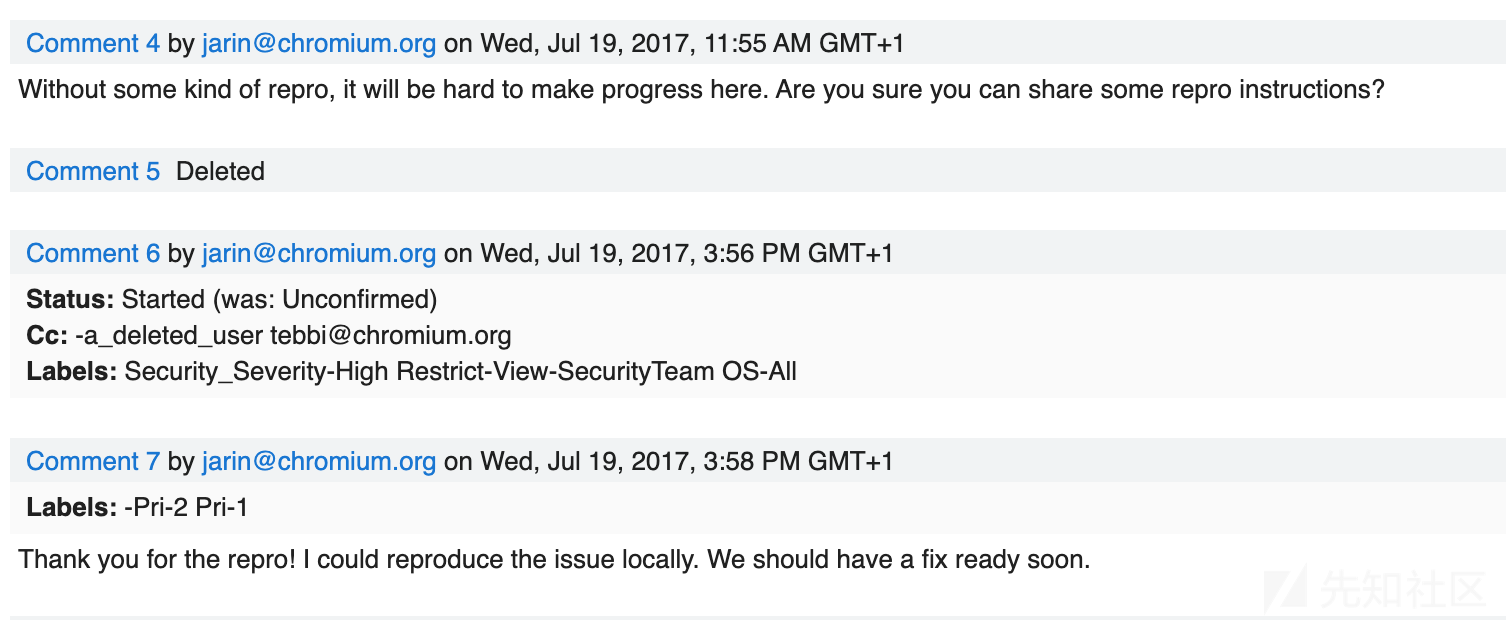 Comment 4 by jarin@chromium.org on Wed, Jul 19, 2017, 11:55 AM GMT+1
Without some kind of repro, it will be hard to make progress here. Are you sure you can share some repro instructions?
Comment 5 Deleted
Comment 6 by jarin@chromium.org on Wed, Jul 19, 2017, 3:56 PM GMT+1
Status: Started (was: Unconfirmed)
Cc: -a_deleted_user tebbi@chromium.org
Labels: Security_Severity-High Restrict-View-SecurityTeam OS-All
Comment 7 by jarin@chromium.org on Wed, Jul 19, 2017, 3:58 PM GMT+1
Labels: -Pri-2 Pri-1
Thank you for the repro! I could reproduce the issue locally. We should have a fix ready soon.
先知社区